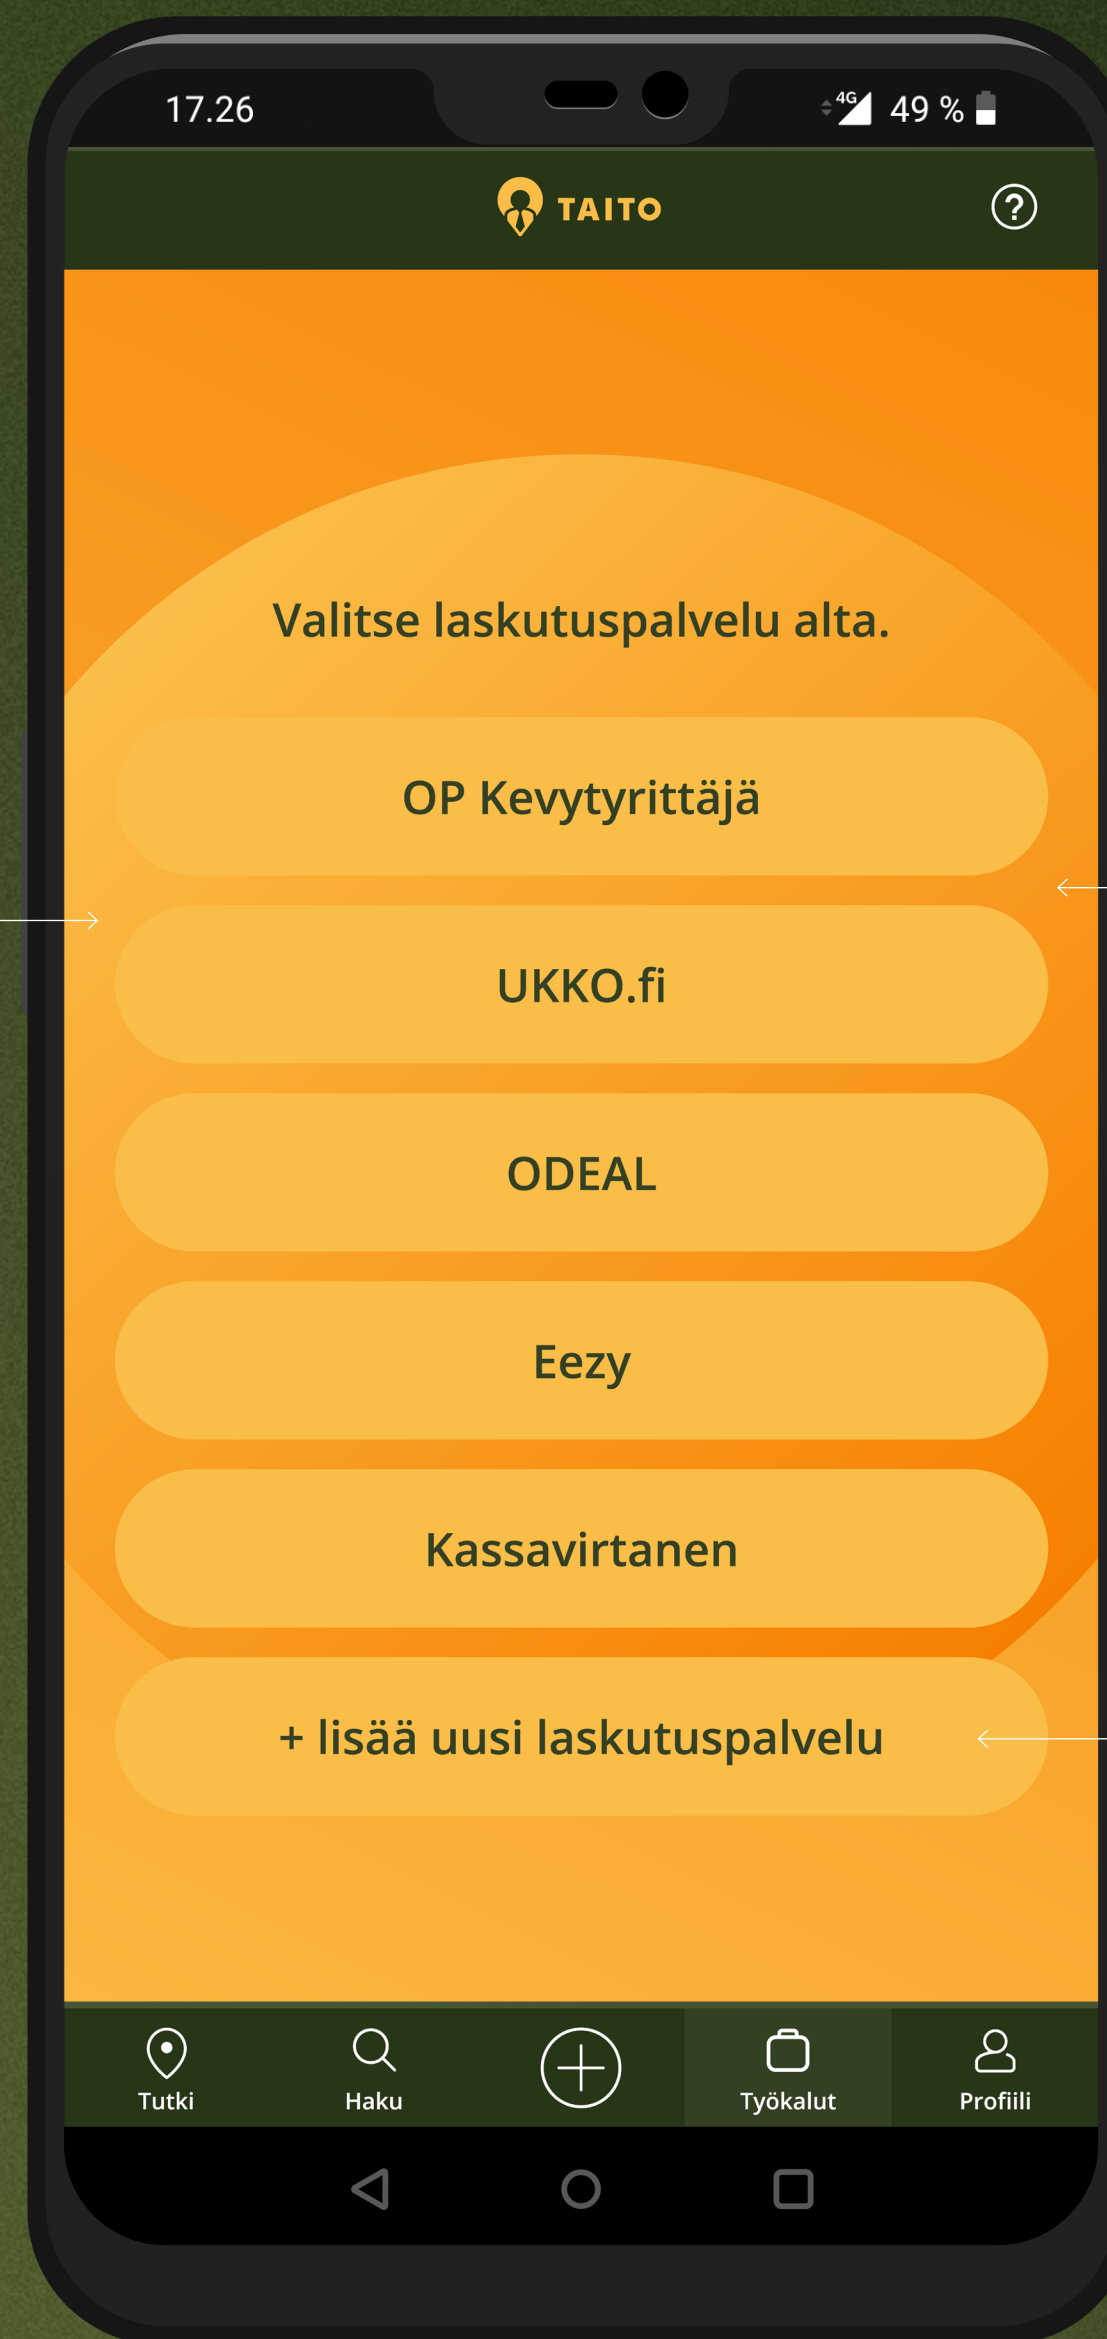 17.26
4G 49 %
TAITO
?
Valitse laskutuspalvelu alta.
OP Kevytyrittäjä
UKKO.fi
ODEAL
Eezy
Kassavirtanen
+ lisää uusi laskutuspalvelu
Tutki
Haku
Työkalut
Profiili